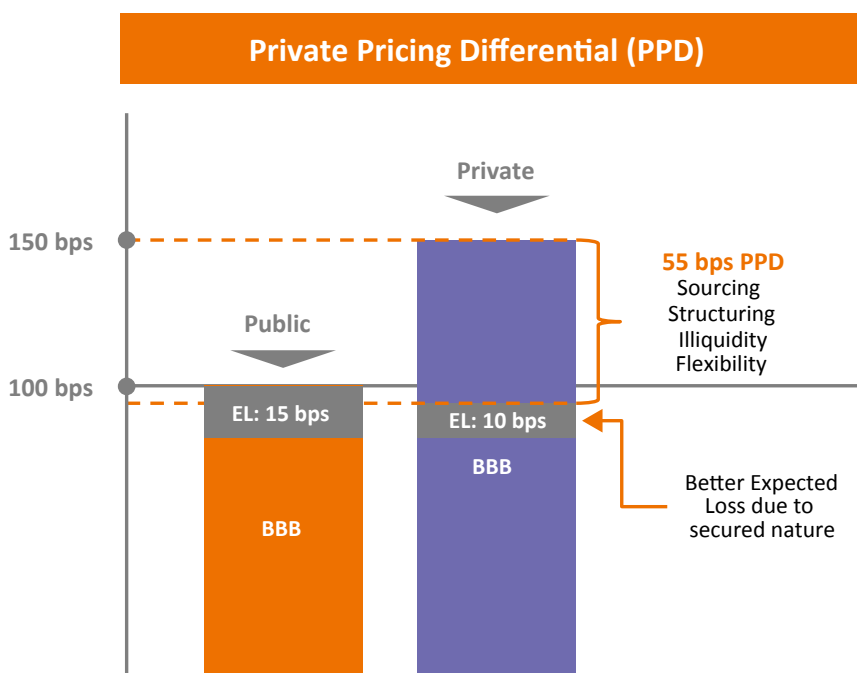 Private Pricing Differential (PPD)
Private
150 bps
55 bps PPD
Sourcing
Structuring
Illiquidity
Flexibility
Public
100 bps
EL: 15 bps
EL: 10 bps
BBB
BBB
Better Expected
Loss due to
secured nature